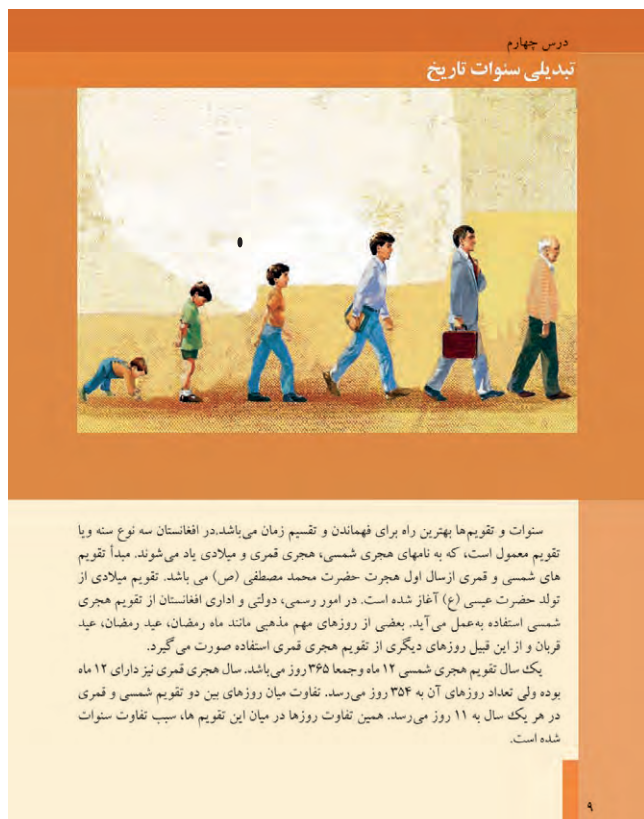 درس چهارم
تبدیلی سنوات تاریخ
سنوات و تقویم‌ها بهترین راه برای فهماندن و تقسیم زمان می‌باشد.در افغانستان سه نوع سنه ویا
تقویم معمول است، که به نامهای هجری شمسی، هجری قمری و میلادی یاد می‌شوند. مبدأ تقویم
های شمسی و قمری ازسال اول هجرت حضرت محمد مصطفی (ص) می باشد. تقویم میلادی از
تولد حضرت عیسی (ع) آغاز شده است. در امور رسمی، دولتی و اداری افغانستان از تقویم هجری
شمسی استفاده به‌عمل می‌آید. بعضی از روزهای مهم مذهبی مانند ماه رمضان، عید رمضان، عید
قربان و از این قبیل روزهای دیگری از تقویم هجری قمری استفاده صورت می‌گیرد.
یک سال تقویم هجری شمسی ۱۲ ماه وجمعا ۳۶۵ روز می‌باشد. سال هجری قمری نیز دارای ۱۲ ماه
بوده ولی تعداد روزهای آن به ۳۵۴ روز می‌رسد. تفاوت میان روزهای بین دو تقویم شمسی و قمری
در هر یک سال به ۱۱ روز می‌رسد. همین تفاوت روزها در میان این تقویم ها، سبب تفاوت سنوات
شده است.
۹